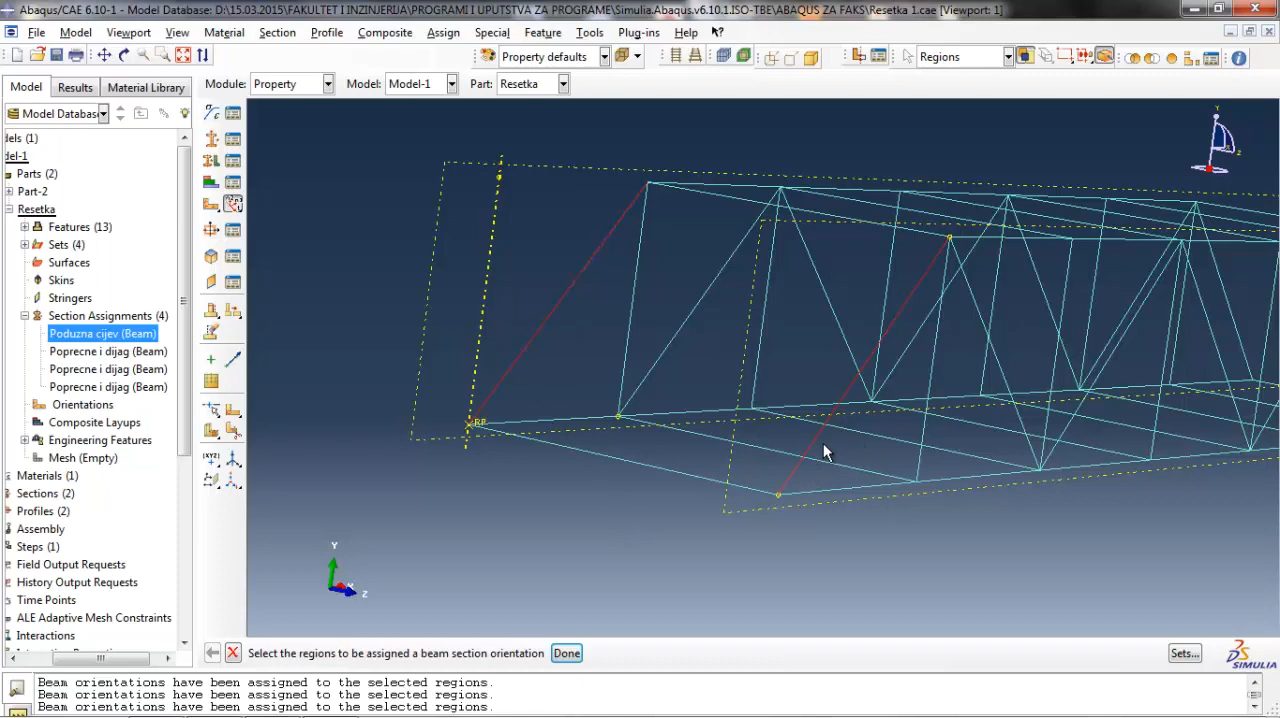 Abaqus/CAE 6.10-1 - Model Database: D:\15.03.2015\FAKULTET I INZINJERIJA\PROGRAMI I UPUTSTVA ZA PROGRAME\Simulia.Abaqus.v6.10.1.ISO-TBE\ABAQUS ZA FAKS\Resetka 1.cae [Viewport: 1]
File Model Viewport View Material Section Profile Composite Assign Special Feature Tools Plug-ins Help
Property defaults Regions
Model Results Material Library Module: Property Model: Model-1 Part: Resetka
Model Databas
dels (1)
del-1
Parts (2)
Part-2
Resetka
Features (13)
Sets (4)
Surfaces
Skins
Stringers
Section Assignments (4)
Poduzna cijev (Beam)
Poprecne i dijag (Beam)
Poprecne i dijag (Beam)
Poprecne i dijag (Beam)
Orientations
Composite Layups
Engineering Features
Mesh (Empty)
Materials (1)
Sections (2)
Profiles (2)
Assembly
Steps (1)
Field Output Requests
History Output Requests
Time Points
ALE Adaptive Mesh Constraints
Interactions
RP
Y
Z
Y
X
Z
Select the regions to be assigned a beam section orientation Done Sets...
SIMULIA
Beam orientations have been assigned to the selected regions.
Beam orientations have been assigned to the selected regions.
Beam orientations have been assigned to the selected regions.